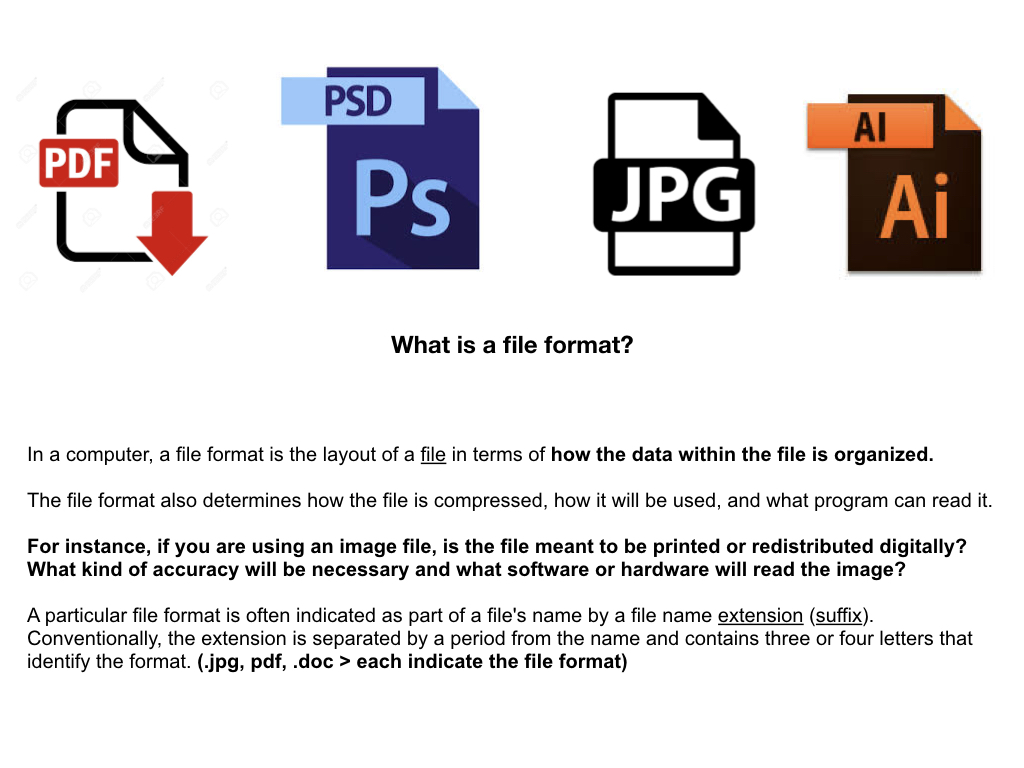 PDF
PSD
Ps
JPG
AI
Ai
What is a file format?
In a computer, a file format is the layout of a file in terms of how the data within the file is organized.
The file format also determines how the file is compressed, how it will be used, and what program can read it.
For instance, if you are using an image file, is the file meant to be printed or redistributed digitally?
What kind of accuracy will be necessary and what software or hardware will read the image?
A particular file format is often indicated as part of a file's name by a file name extension (suffix).
Conventionally, the extension is separated by a period from the name and contains three or four letters that
identify the format. (.jpg, pdf, .doc > each indicate the file format)